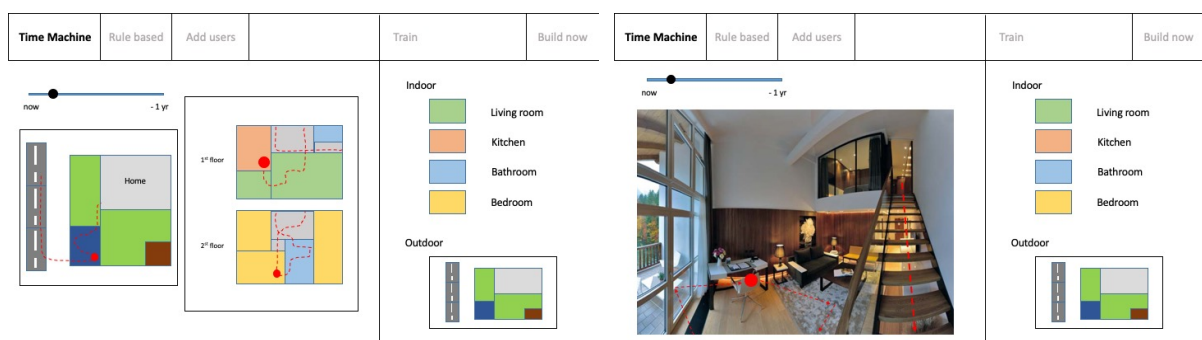 Time Machine
Rule based
Add users
Train
Build now
now
- 1 yr
Home
1st floor
2nd floor
Indoor
Living room
Kitchen
Bathroom
Bedroom
Outdoor
Time Machine
Rule based
Add users
Train
Build now
now
- 1 yr
Indoor
Living room
Kitchen
Bathroom
Bedroom
Outdoor